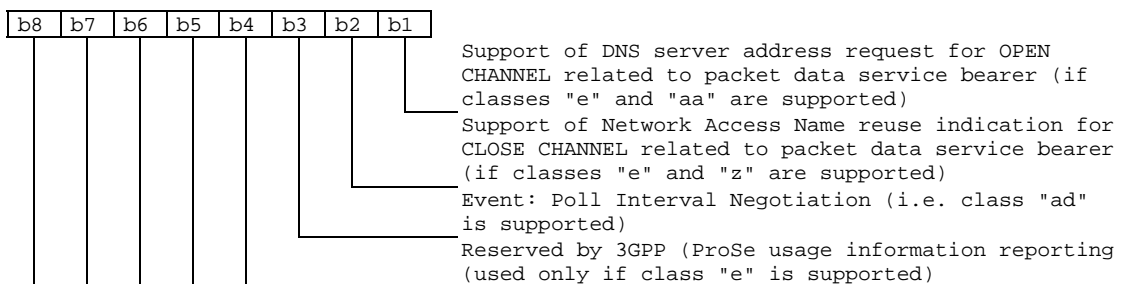 b8 b7 b6 b5 b4 b3 b2 b1
Support of DNS server address request for OPEN
CHANNEL related to packet data service bearer (if
classes "e" and "aa" are supported)
Support of Network Access Name reuse indication for
CLOSE CHANNEL related to packet data service bearer
(if classes "e" and "z" are supported)
Event: Poll Interval Negotiation (i.e. class "ad"
is supported)
Reserved by 3GPP (ProSe usage information reporting
(used only if class "e" is supported)